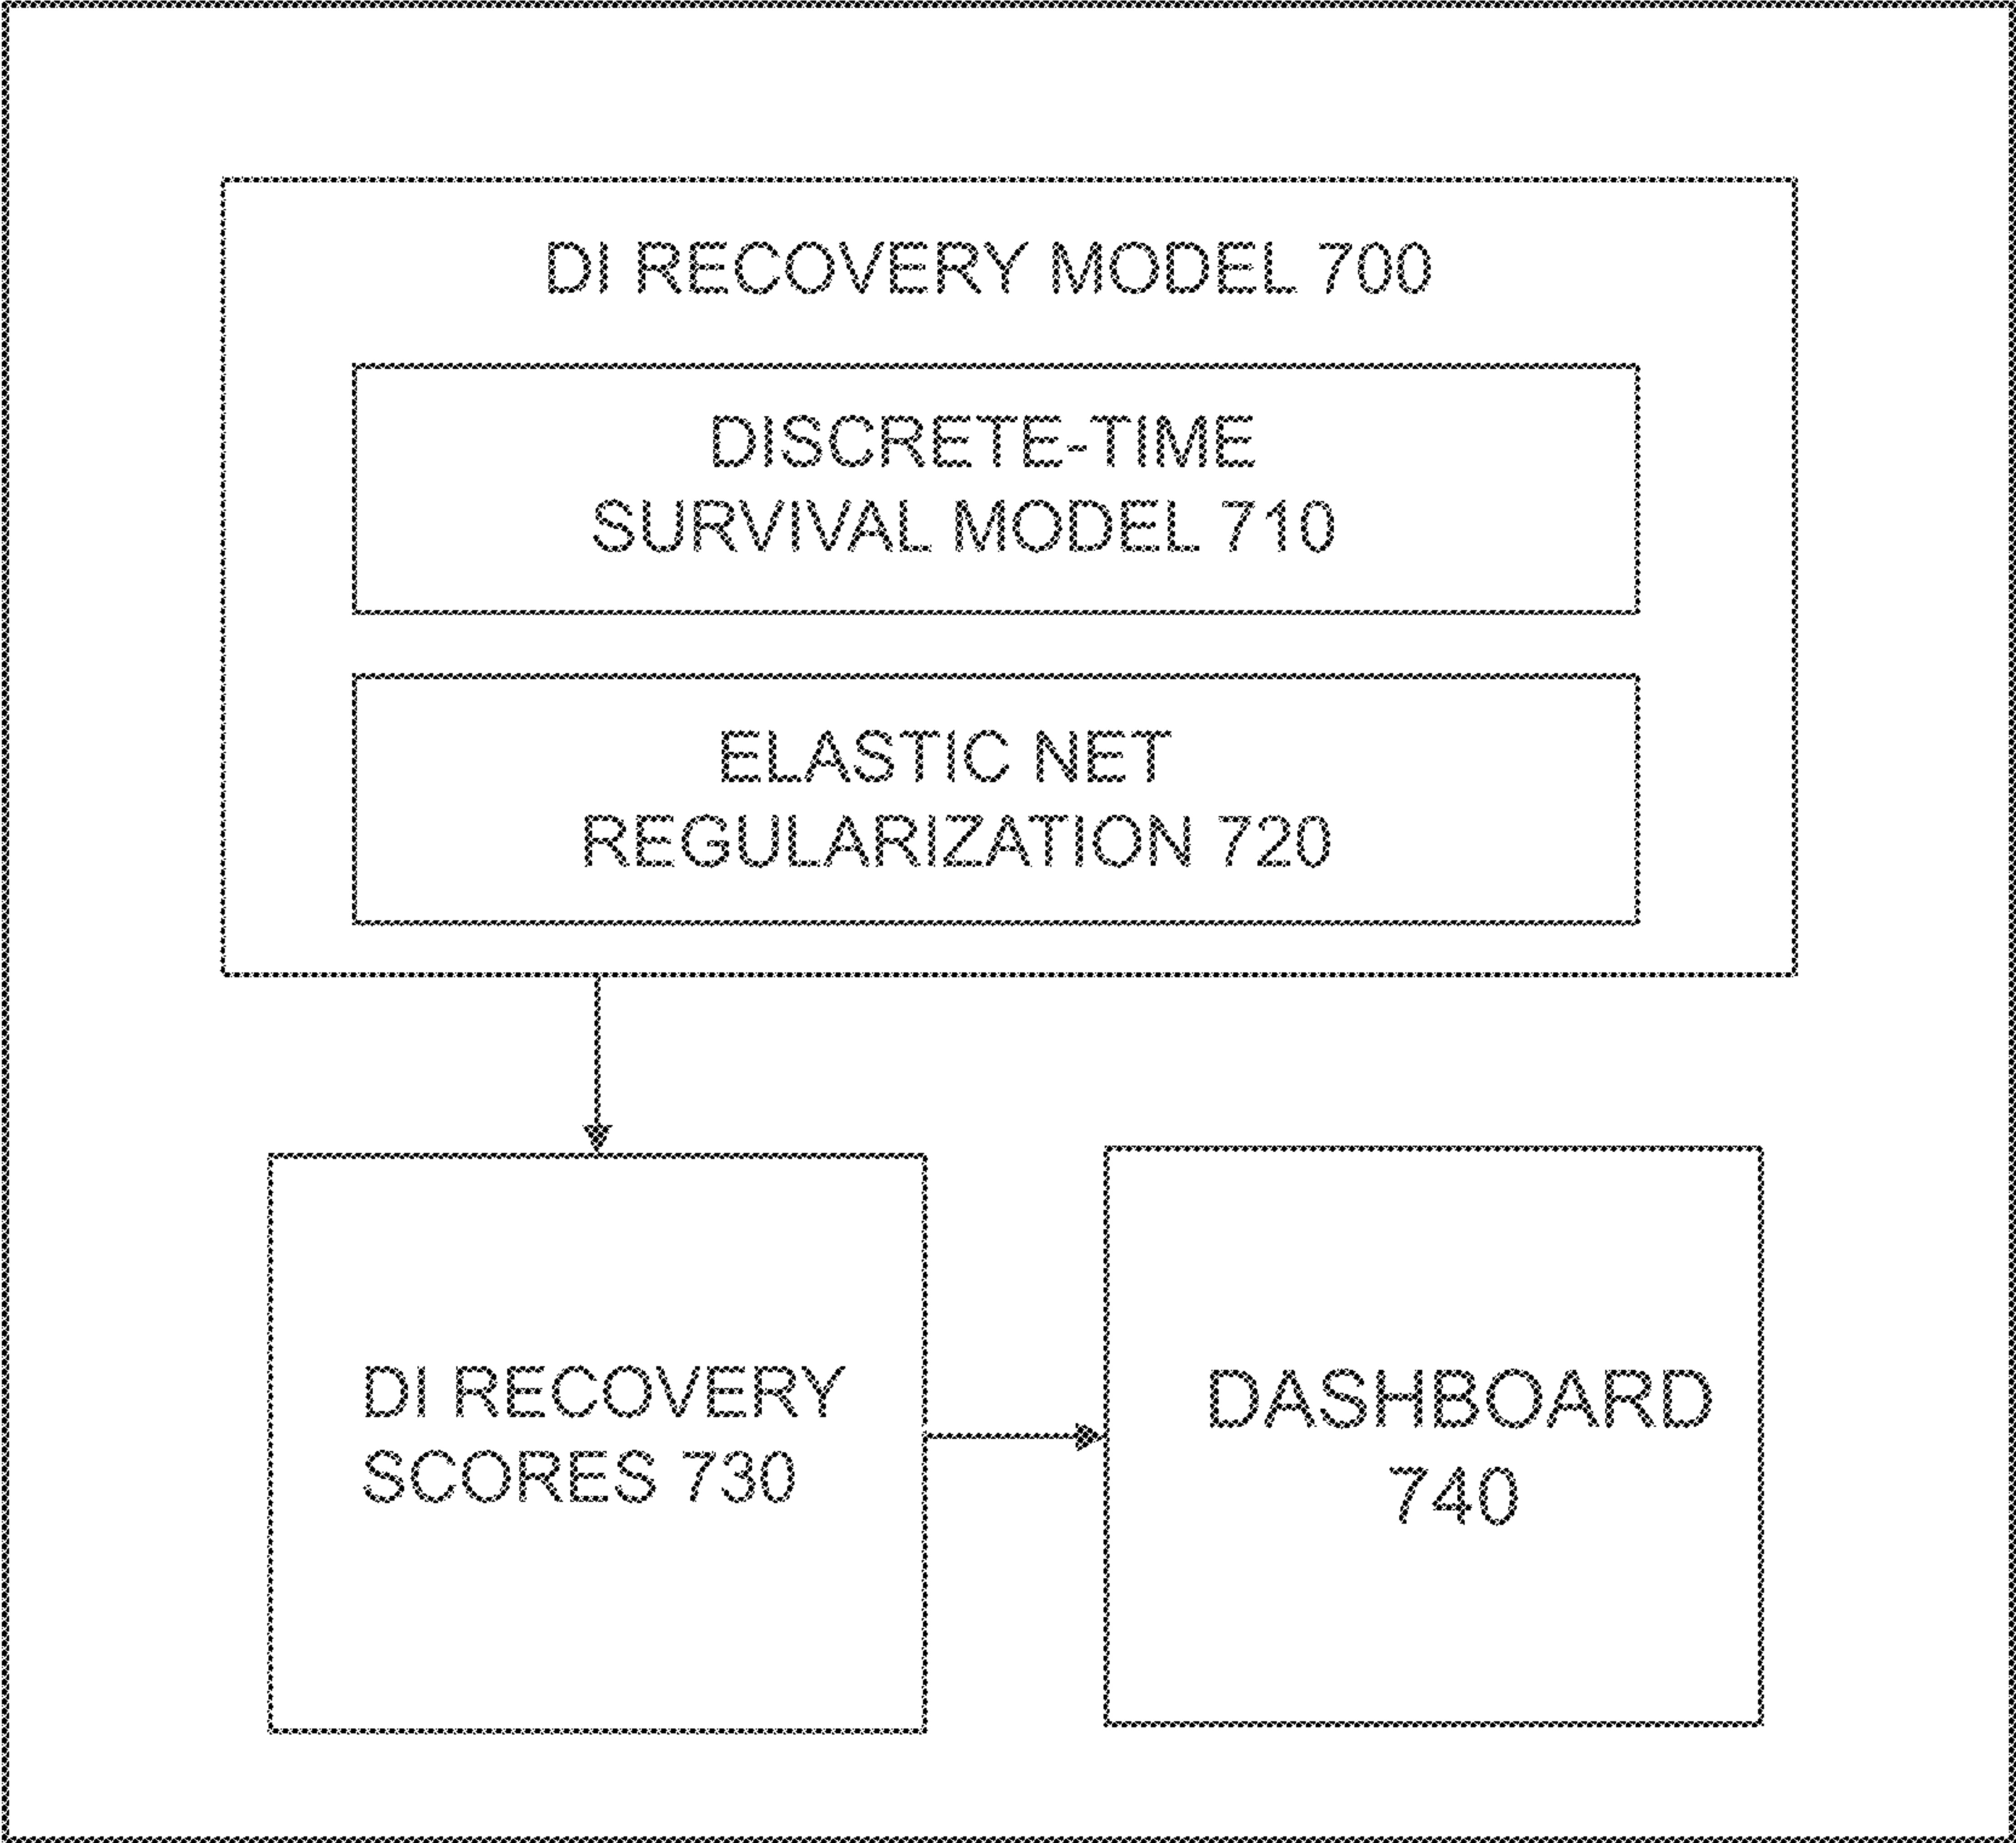 DI RECOVERY MODEL 700
DISCRETE-TIME
SURVIVAL MODEL 710
ELASTIC NET
REGULARIZATION 720
DI RECOVERY
SCORES 730
DASHBOARD
740